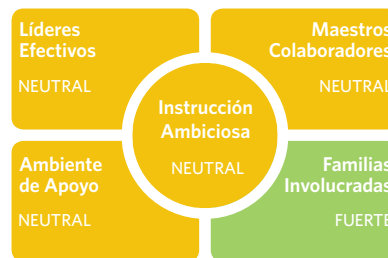 Líderes
Efectivos
NEUTRAL
Maestros
Colaboradores
NEUTRAL
Instrucción
Ambiciosa
NEUTRAL
Ambiente
de Apoyo
NEUTRAL
Familias
Involucradas
FUERTE